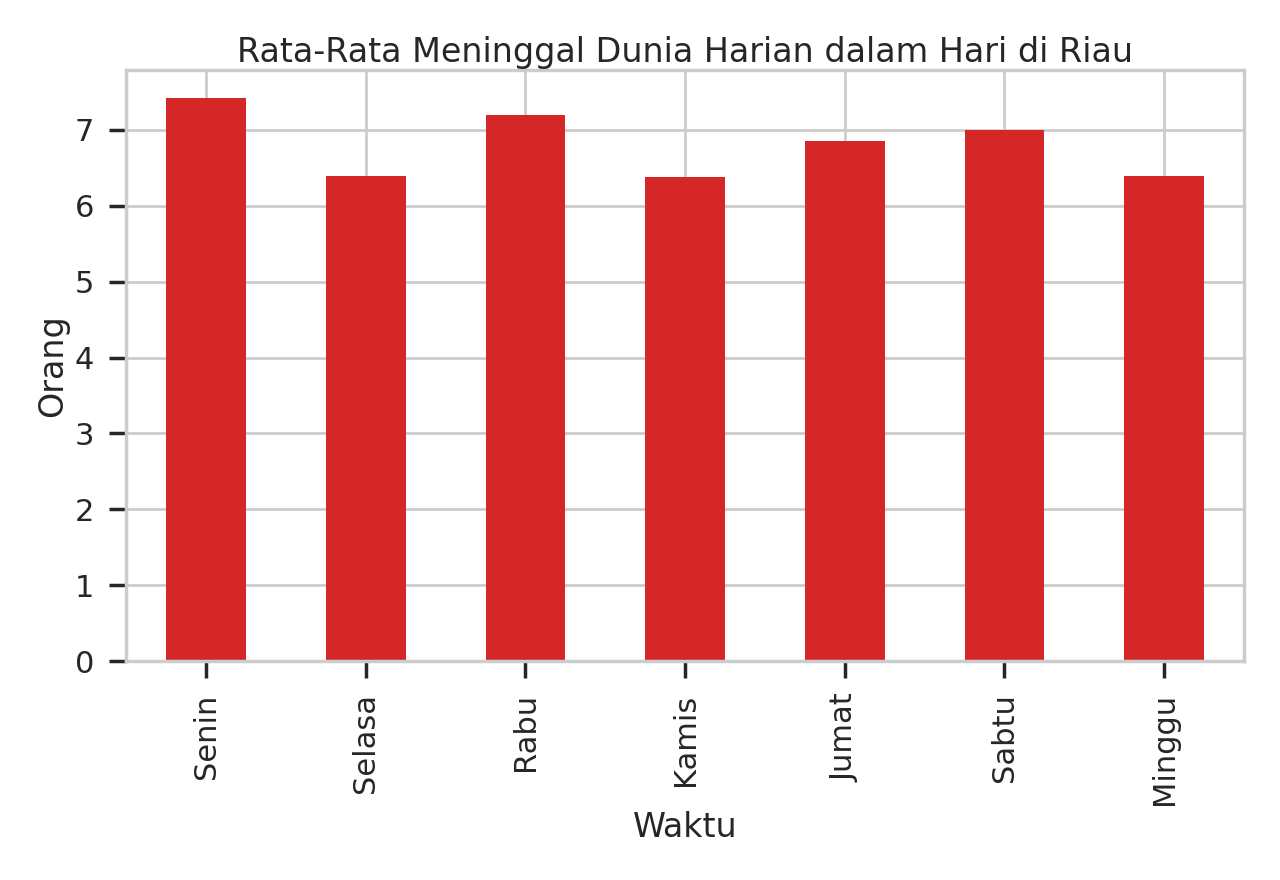 Rata-Rata Meninggal Dunia Harian dalam Hari di Riau
Orang
7
6
5
4
3
2
1
0
Senin
Selasa
Rabu
Kamis
Jumat
Sabtu
Minggu
Waktu